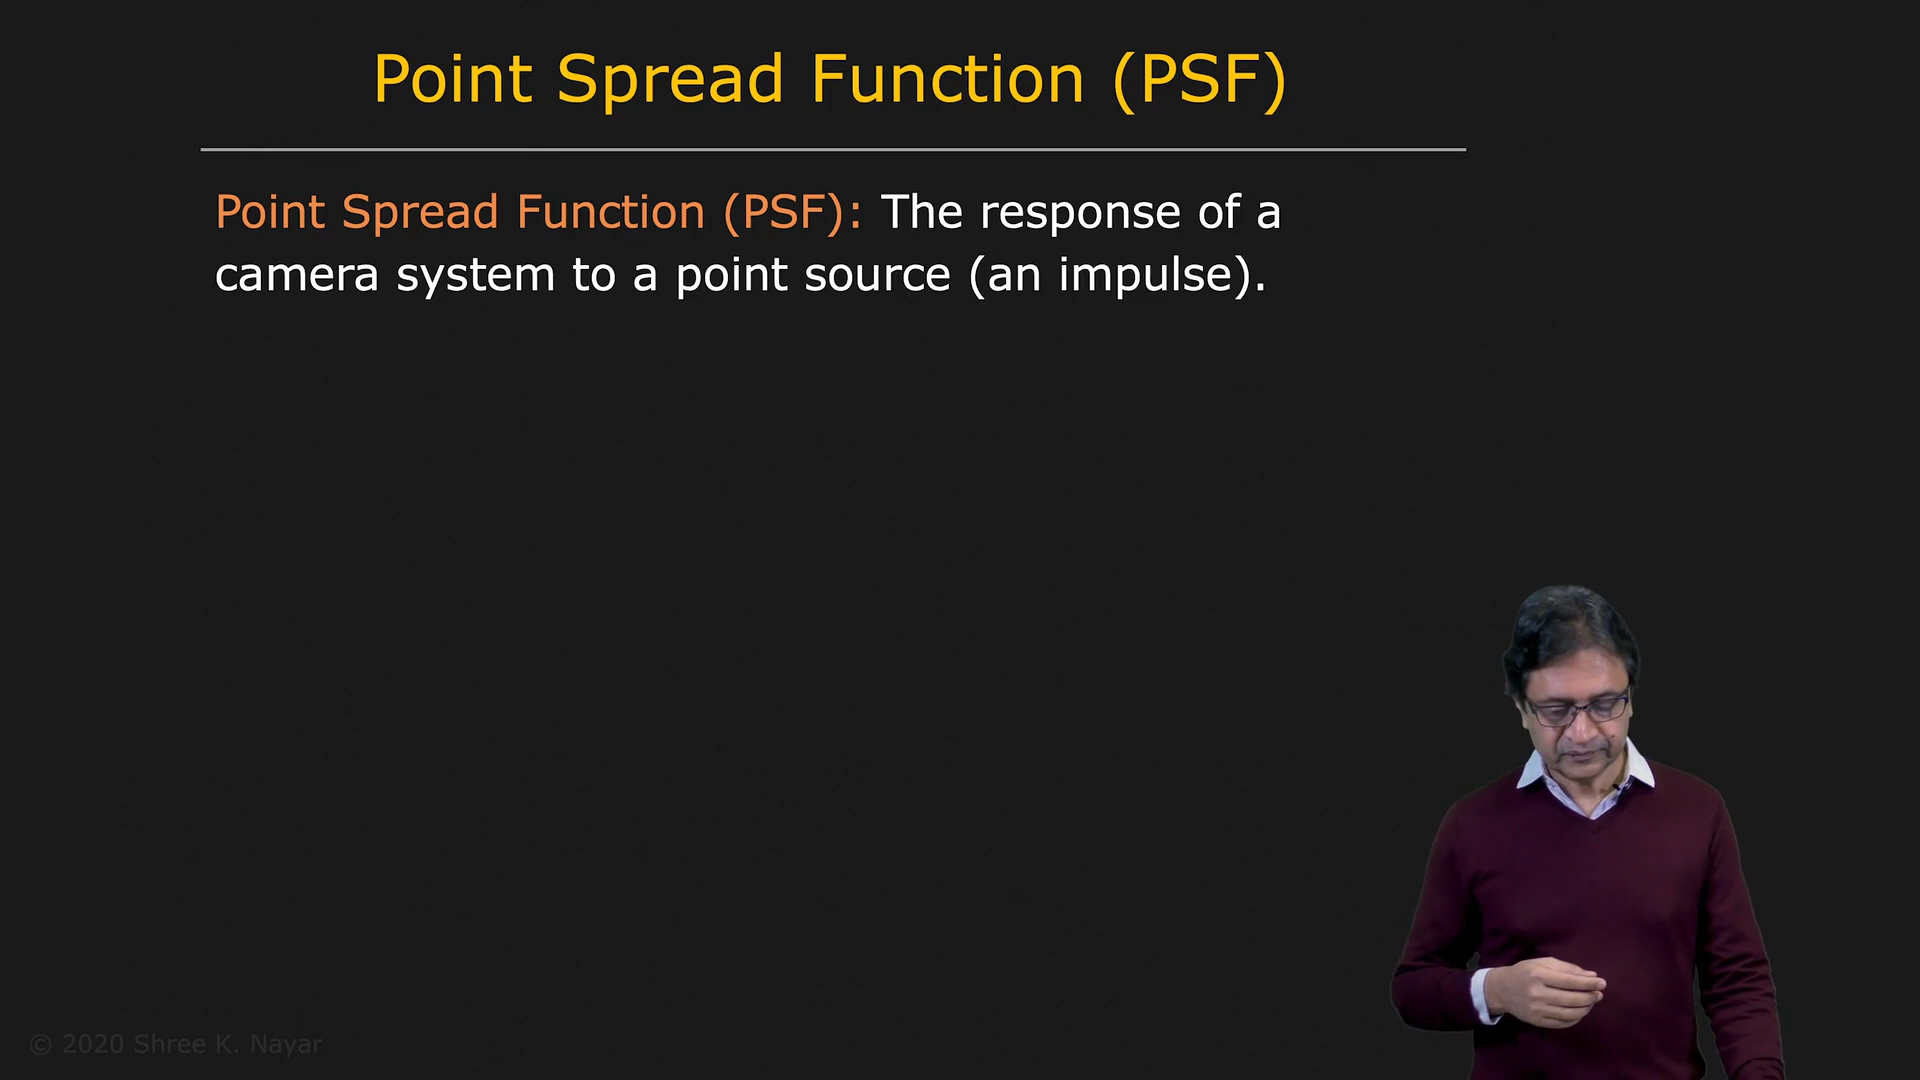 Point Spread Function (PSF)
Point Spread Function (PSF): The response of a
camera system to a point source (an impulse).
© 2020 Shree K. Nayar